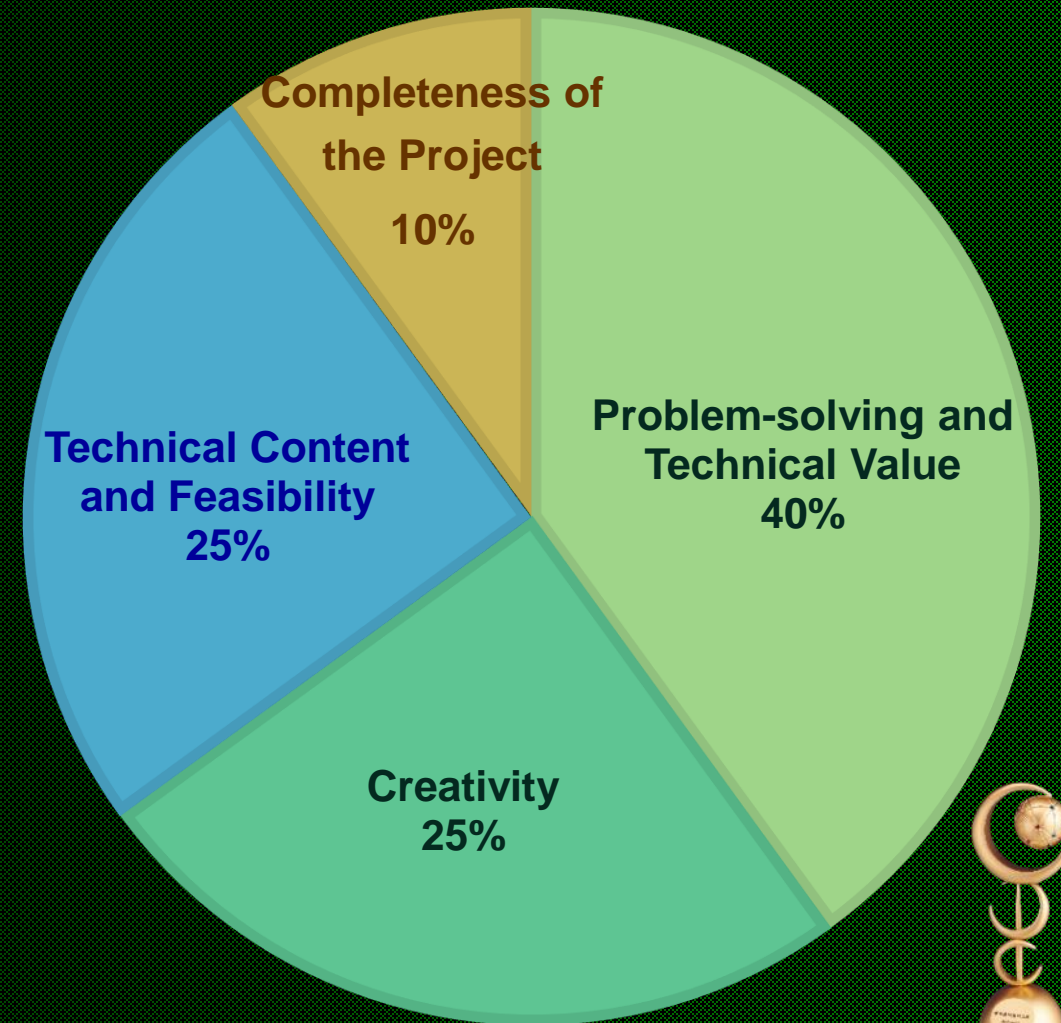 Completeness of
the Project
10%
Problem-solving and
Technical Value
40%
Technical Content
and Feasibility
25%
Creativity
25%